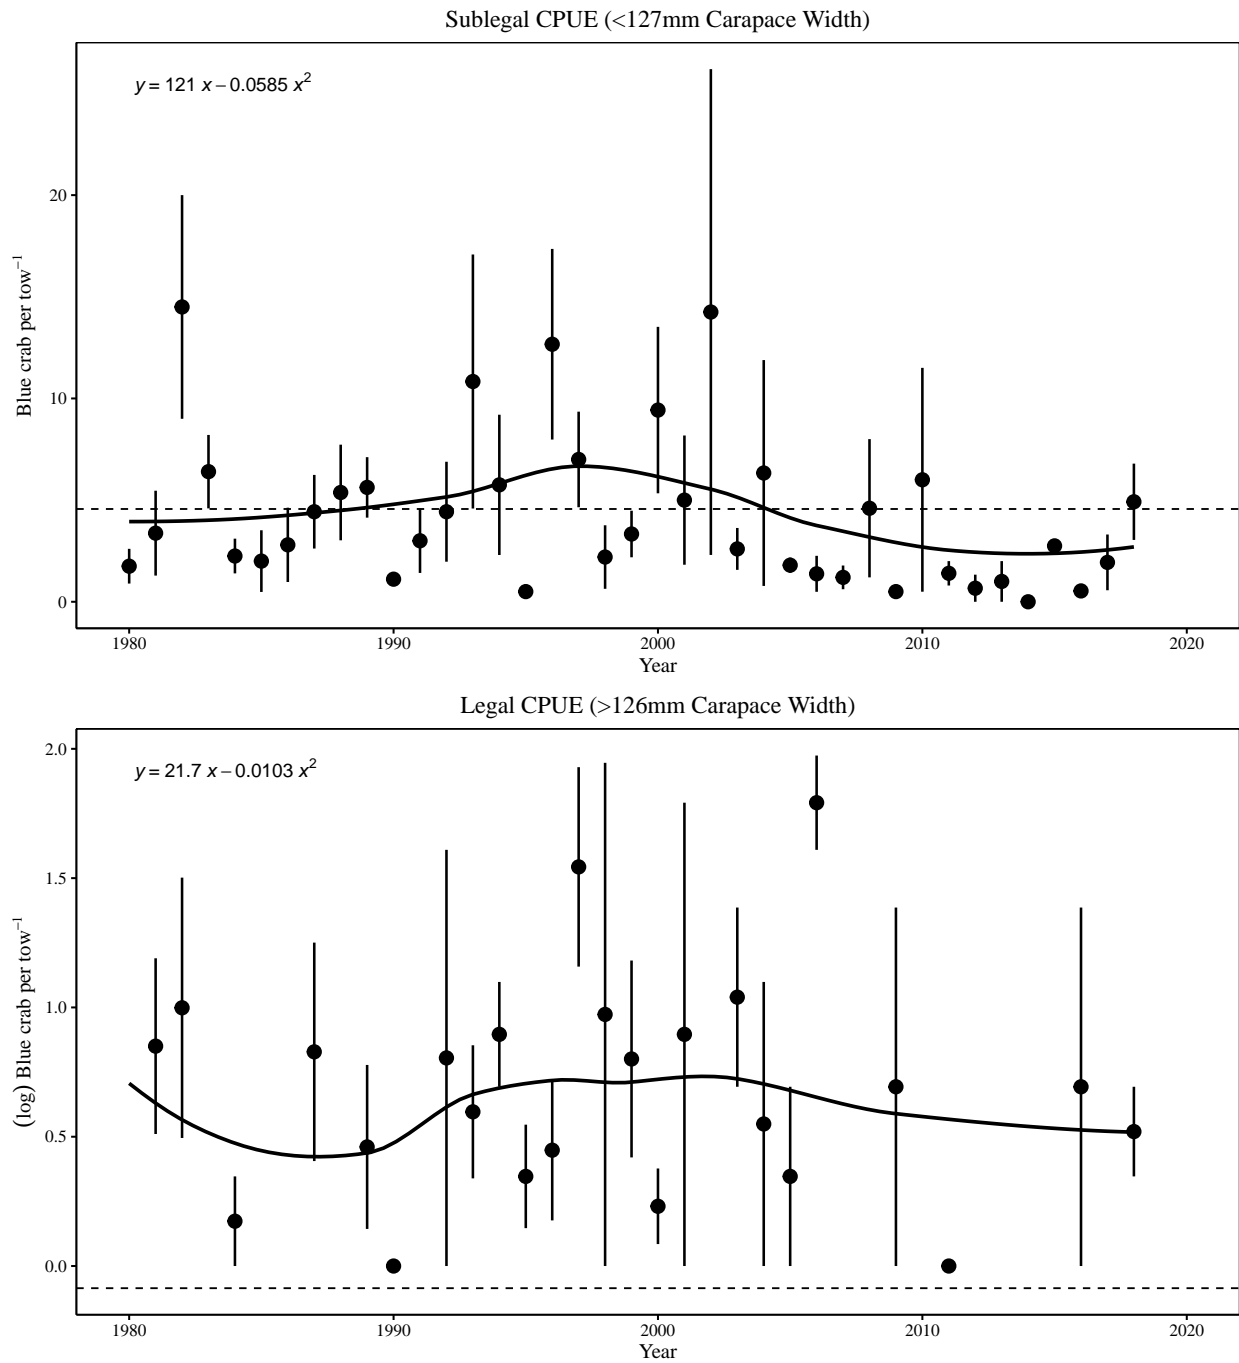 Sublegal CPUE (<127mm Carapace Width)
y = 121 x − 0.0585 x²
20
10
0
Blue crab per tow⁻¹
1980 1990 2000 2010 2020
Year
Legal CPUE (>126mm Carapace Width)
y = 21.7 x − 0.0103 x²
2.0
1.5
1.0
0.5
0.0
(log) Blue crab per tow⁻¹
1980 1990 2000 2010 2020
Year